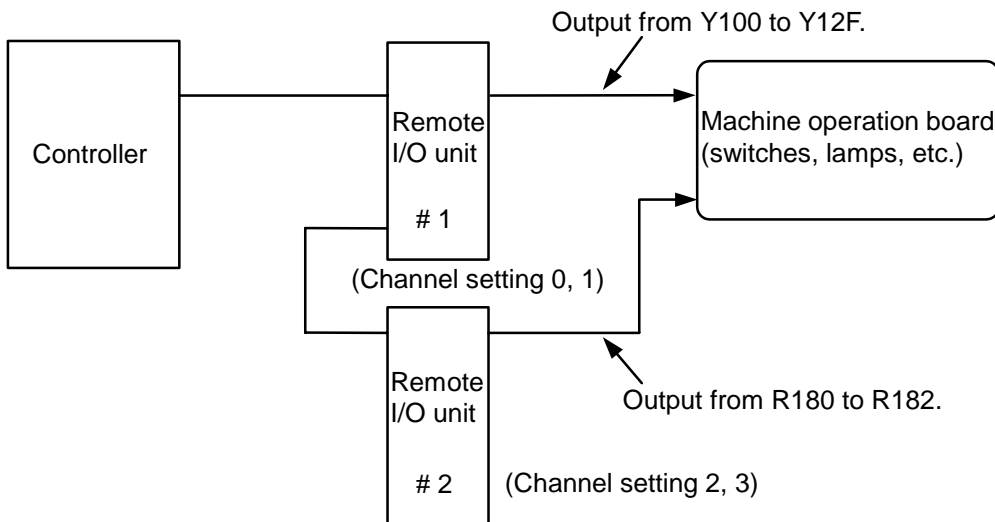 Output from Y100 to Y12F.
Controller
Remote
I/O unit
# 1
Machine operation board
(switches, lamps, etc.)
(Channel setting 0, 1)
Remote
I/O unit
# 2
Output from R180 to R182.
(Channel setting 2, 3)